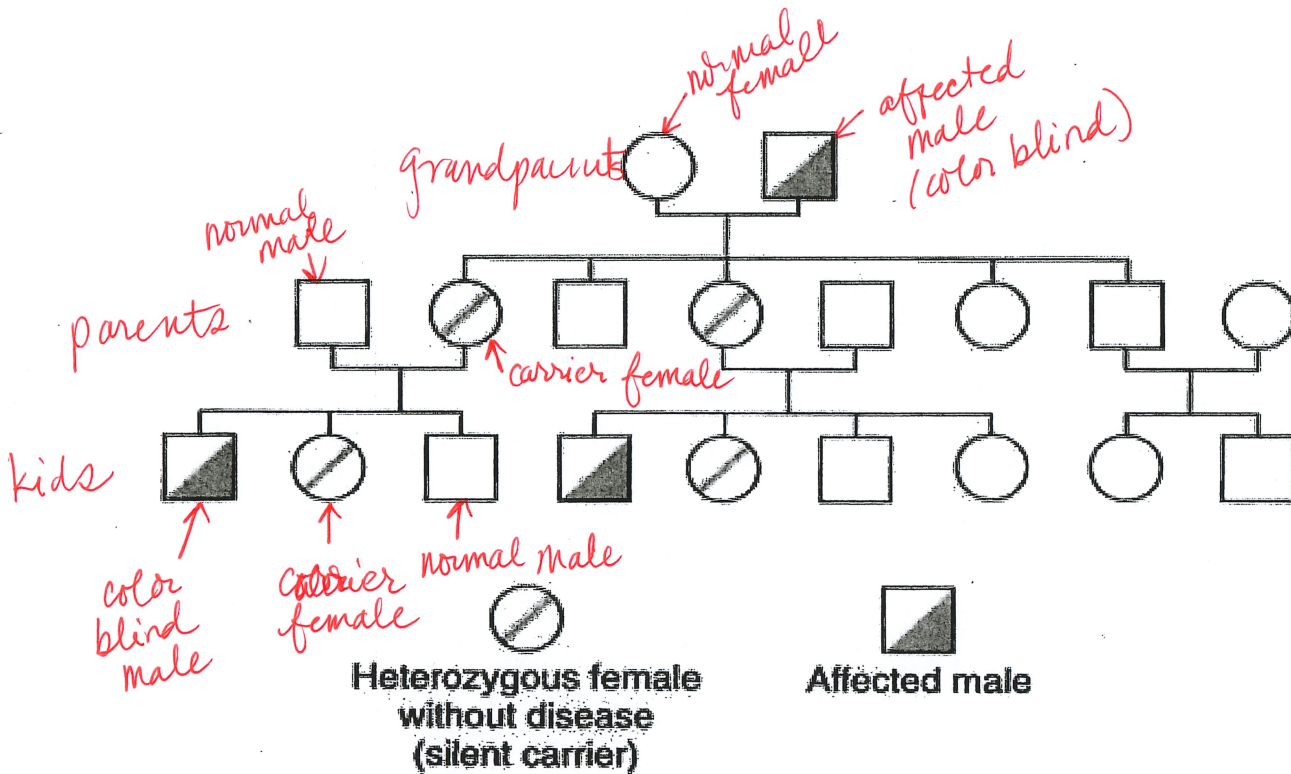 normal
female
affected
male
(color blind)
grandparents
normal
male
parents
carrier female
kids
color
blind
male
carrier
female
normal male
Heterozygous female
without disease
(silent carrier)
Affected male